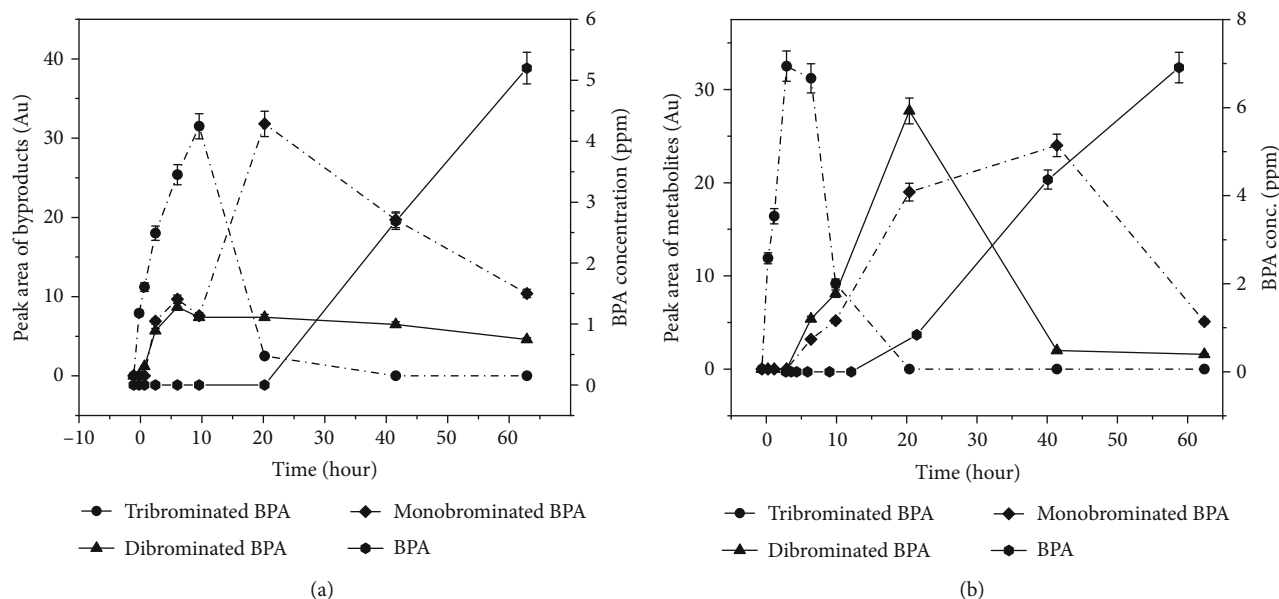 6
40
5
30
4
20
3
10
2
1
0
0
−10
0
10
20
30
40
50
60
Peak area of byproducts (Au)
BPA concentration (ppm)
Time (hour)
Tribrominated BPA
Monobrominated BPA
Dibrominated BPA
BPA
(a)
8
30
6
20
4
10
2
0
0
0
10
20
30
40
50
60
Peak area of metabolites (Au)
BPA conc. (ppm)
Time (hour)
Tribrominated BPA
Monobrominated BPA
Dibrominated BPA
BPA
(b)